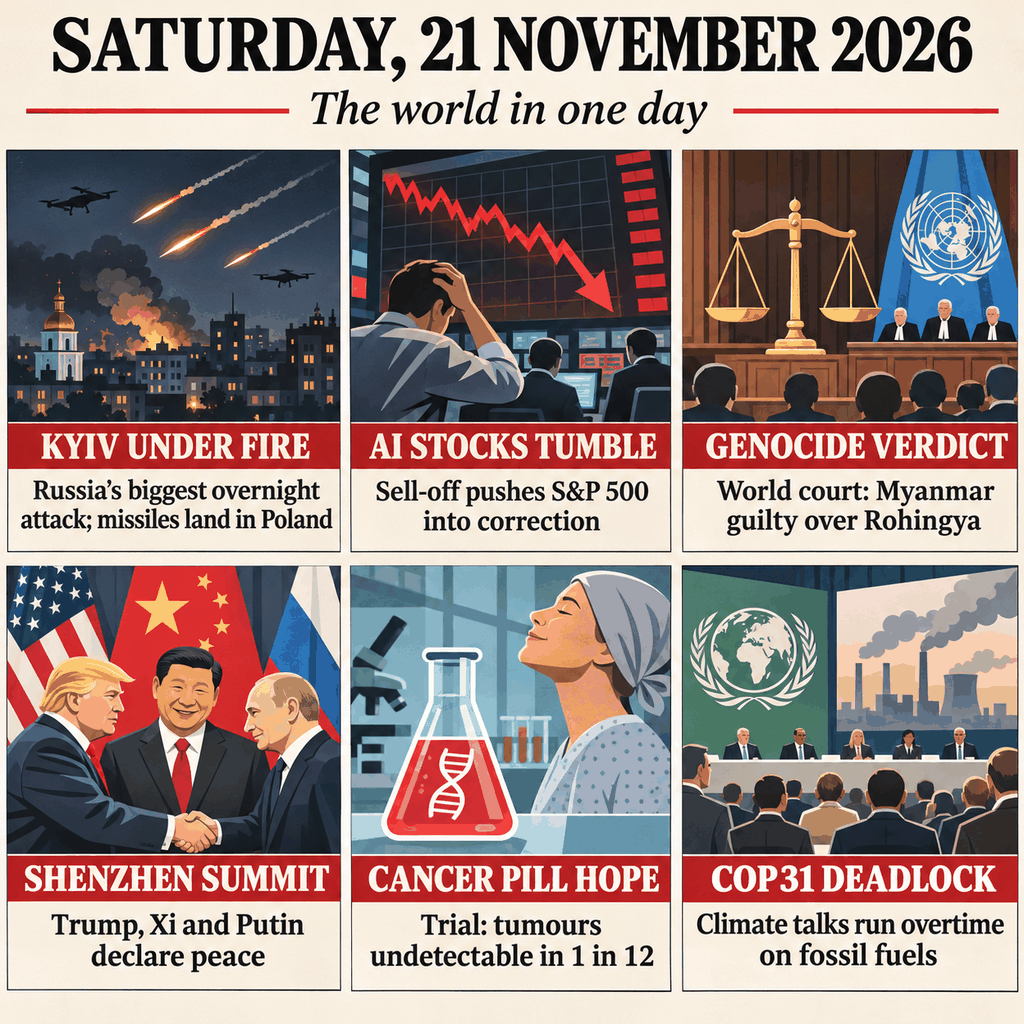 SATURDAY, 21 NOVEMBER 2026
The world in one day
KYIV UNDER FIRE
Russia's biggest overnight
attack; missiles land in Poland
AI STOCKS TUMBLE
Sell-off pushes S&P 500
into correction
GENOCIDE VERDICT
World court: Myanmar
guilty over Rohingya
SHENZHEN SUMMIT
Trump, Xi and Putin
declare peace
CANCER PILL HOPE
Trial: tumours
undetectable in 1 in 12
COP31 DEADLOCK
Climate talks run overtime
on fossil fuels